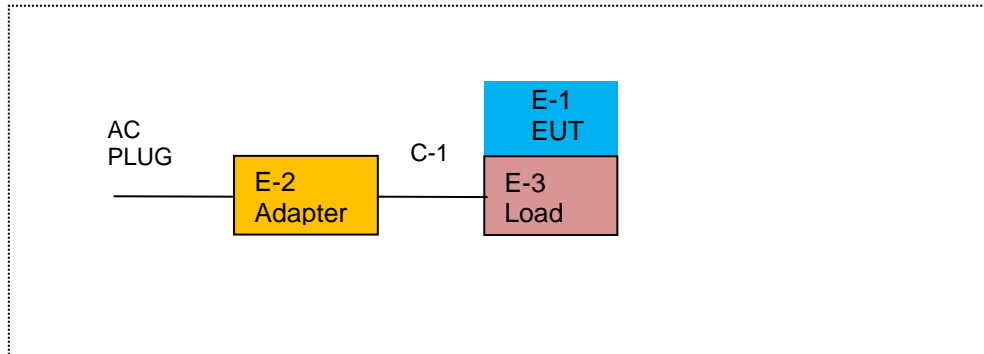 AC
PLUG
E-2
Adapter
C-1
E-1
EUT
E-3
Load